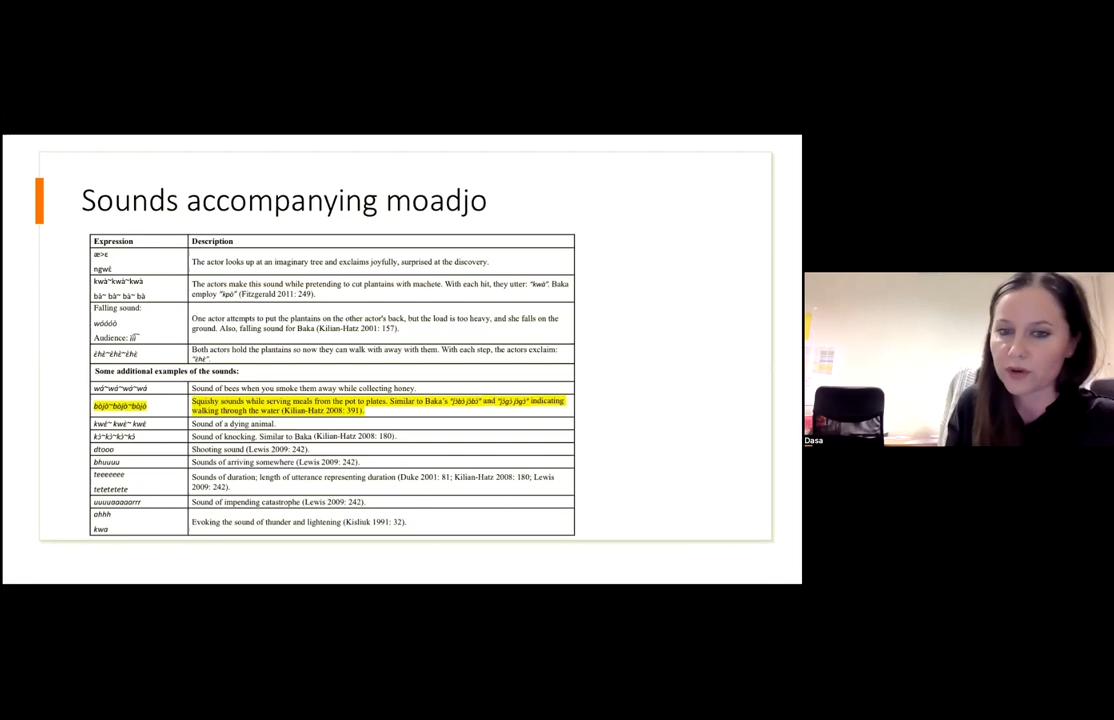 Sounds accompanying moadjo
Expression Description
æ>ɛ
ngwɛ̀
The actor looks up at an imaginary tree and exclaims joyfully, surprised at the discovery.
kwà~kwà~kwà
bà~ bà~ bà~ bà
The actors make this sound while pretending to cut plantains with machete. With each hit, they utter: "kwà". Baka
employ "kpò" (Fitzgerald 2011: 249).
Falling sound:
wóóóò
Audience:
One actor attempts to put the plantains on the other actor's back, but the load is too heavy, and she falls on the
ground. Also, falling sound for Baka (Kilian-Hatz 2001: 157).
ɛ́hɛ̀~ɛ́hɛ̀~ɛ́hɛ̀
Both actors hold the plantains so now they can walk with away with them. With each step, the actors exclaim:
"ɛ́hɛ̀".
Some additional examples of the sounds:
wá~wá~wá~wá Sound of bees when you smoke them away while collecting honey.
bòjò~bòjò~bòjò
Squishy sounds while serving meals from the pot to plates. Similar to Baka's and indicating
walking through the water (Kilian-Hatz 2008: 391).
kwɛ̀~ kwɛ̀~ kwɛ̀ Sound of a dying animal.
kɔ́~kɔ́~kɔ́~kɔ́ Sound of knocking. Similar to Baka (Kilian-Hatz 2008: 180).
dtooo Shooting sound (Lewis 2009: 242).
bhuuuu Sounds of arriving somewhere (Lewis 2009: 242).
teeeeeee
tetetetete
Sounds of duration; length of utterance representing duration (Duke 2001: 81; Kilian-Hatz 2008: 180; Lewis
2009: 242).
uuuuaaaaorrr Sound of impending catastrophe (Lewis 2009: 242).
ahhh
kwa
Evoking the sound of thunder and lightening (Kisliuk 1991: 32).
Dasa